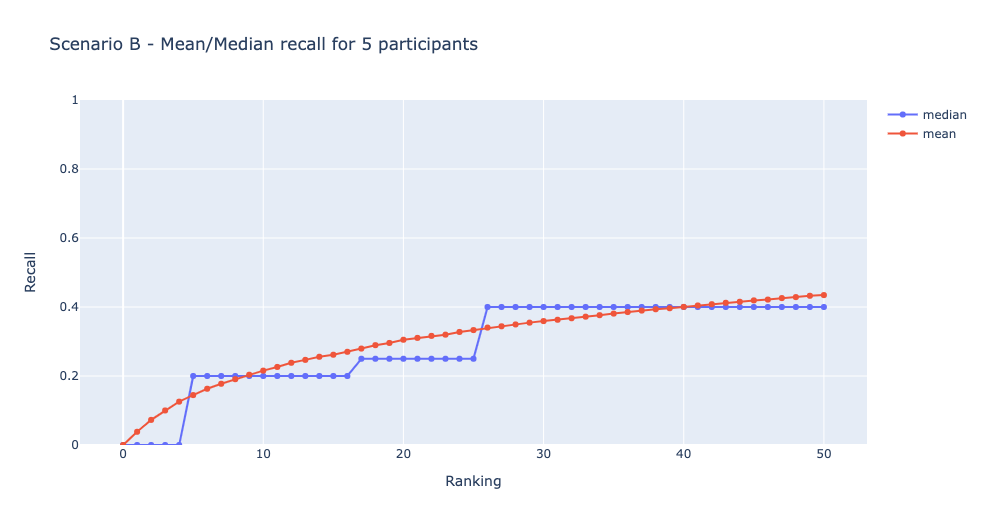 Scenario B - Mean/Median recall for 5 participants
median
mean
1
0.8
0.6
0.4
0.2
0
Recall
0 10 20 30 40 50
Ranking